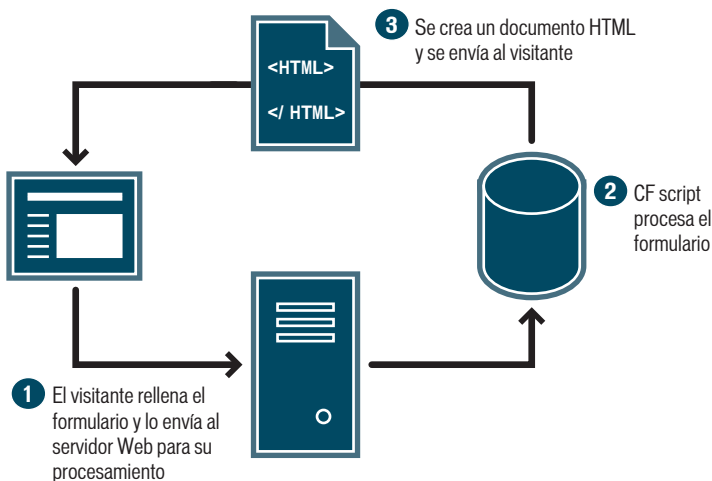 3 Se crea un documento HTML
y se envía al visitante
<HTML>
</ HTML>
2 CF script
procesa el
formulario
1 El visitante rellena el
formulario y lo envía al
servidor Web para su
procesamiento